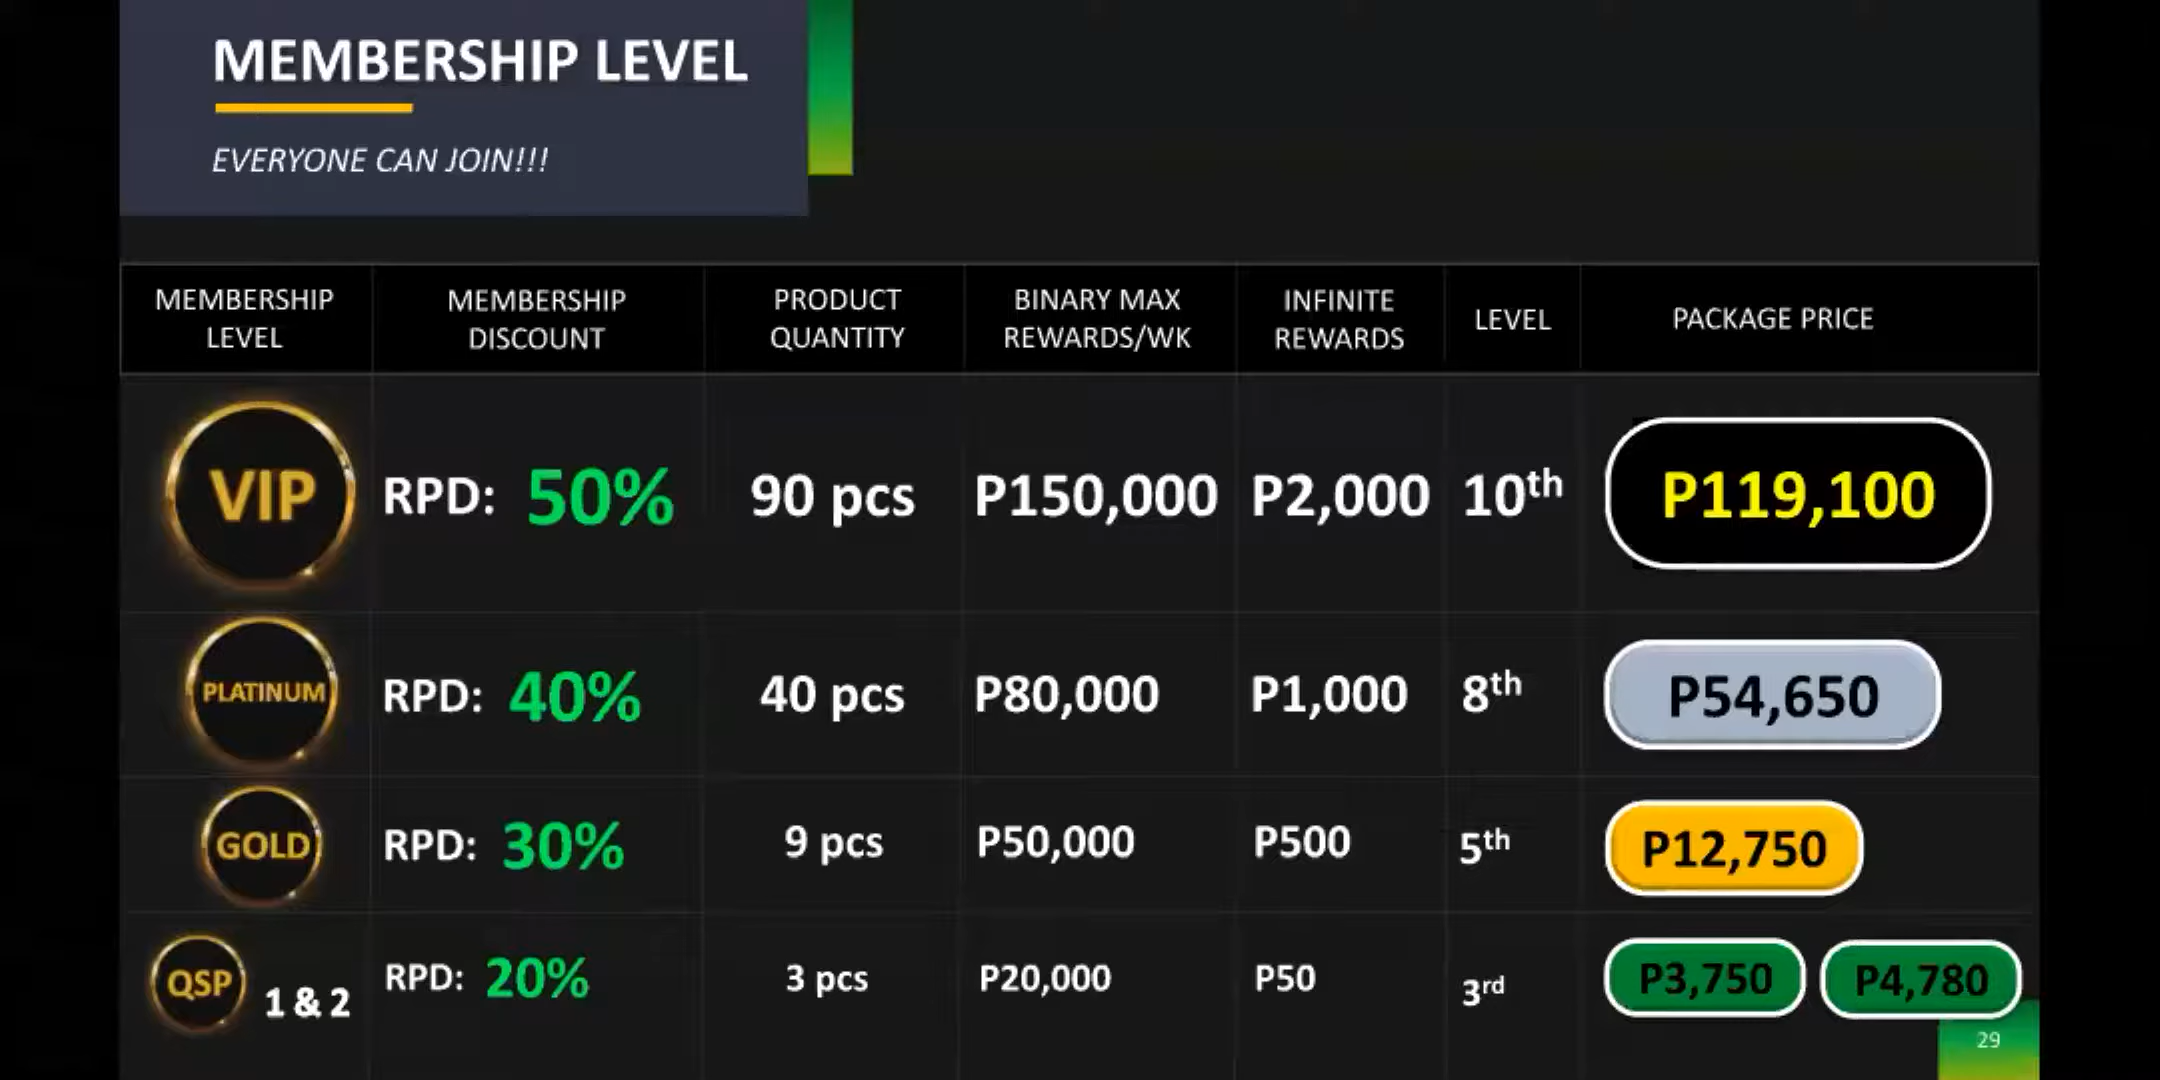 MEMBERSHIP LEVEL
EVERYONE CAN JOIN!!!
MEMBERSHIP LEVEL MEMBERSHIP DISCOUNT PRODUCT QUANTITY BINARY MAX REWARDS/WK INFINITE REWARDS LEVEL PACKAGE PRICE
VIP RPD: 50% 90 pcs P150,000 P2,000 10th P119,100
PLATINUM RPD: 40% 40 pcs P80,000 P1,000 8th P54,650
GOLD RPD: 30% 9 pcs P50,000 P500 5th P12,750
QSP 1 & 2 RPD: 20% 3 pcs P20,000 P50 3rd P3,750 P4,780
29